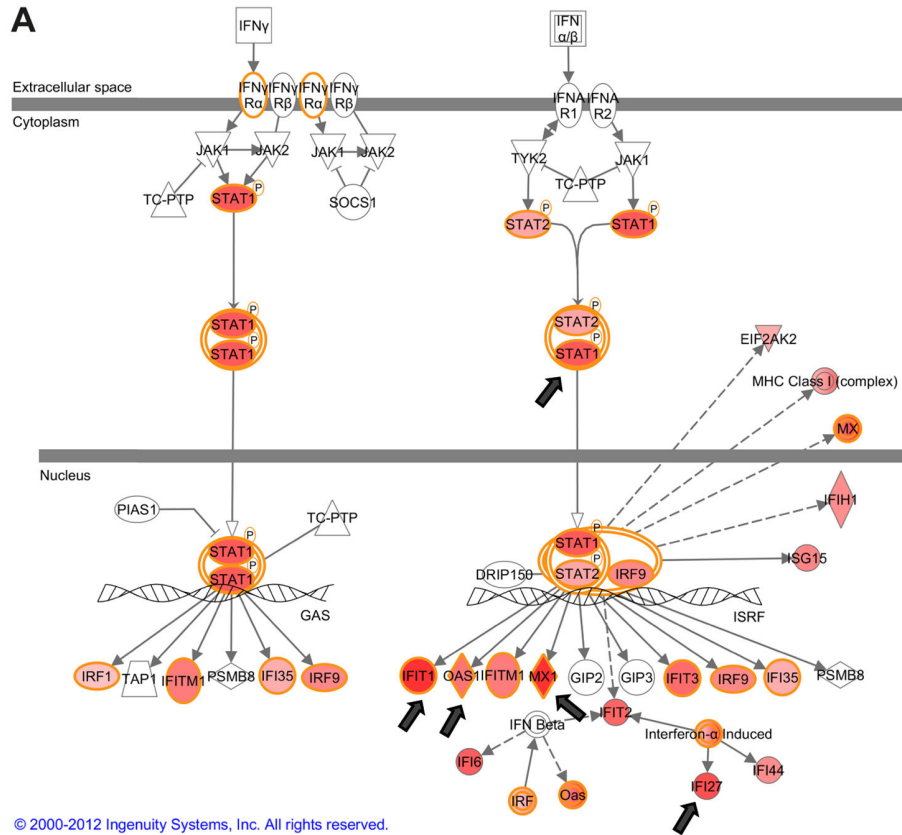 A
IFNγ
IFN
α/β
Extracellular space
IFNγ
Rα
IFNγ
Rβ
IFNγ
Rα
IFNγ
Rβ
IFNA
R1
IFNA
R2
Cytoplasm
JAK1
JAK2
JAK1
JAK2
TYK2
JAK1
TC-PTP
STAT1
P
SOCS1
TC-PTP
STAT2
P
STAT1
P
STAT1
P
STAT1
P
STAT2
P
STAT1
P
EIF2AK2
MHC Class I (complex)
MX
Nucleus
PIAS1
TC-PTP
IFIH1
STAT1
P
STAT1
P
STAT1
P
STAT2
P
IRF9
DRIP150
ISG15
GAS
ISRF
IRF1
TAP1
IFITM1
PSMB8
IFI35
IRF9
IFIT1
OAS1
IFITM1
MX1
GIP2
GIP3
IFIT3
IRF9
IFI35
PSMB8
IFIT2
IFN Beta
Interferon-α Induced
IFI6
IFI44
IFI27
IRF
Oas
© 2000-2012 Ingenuity Systems, Inc. All rights reserved.